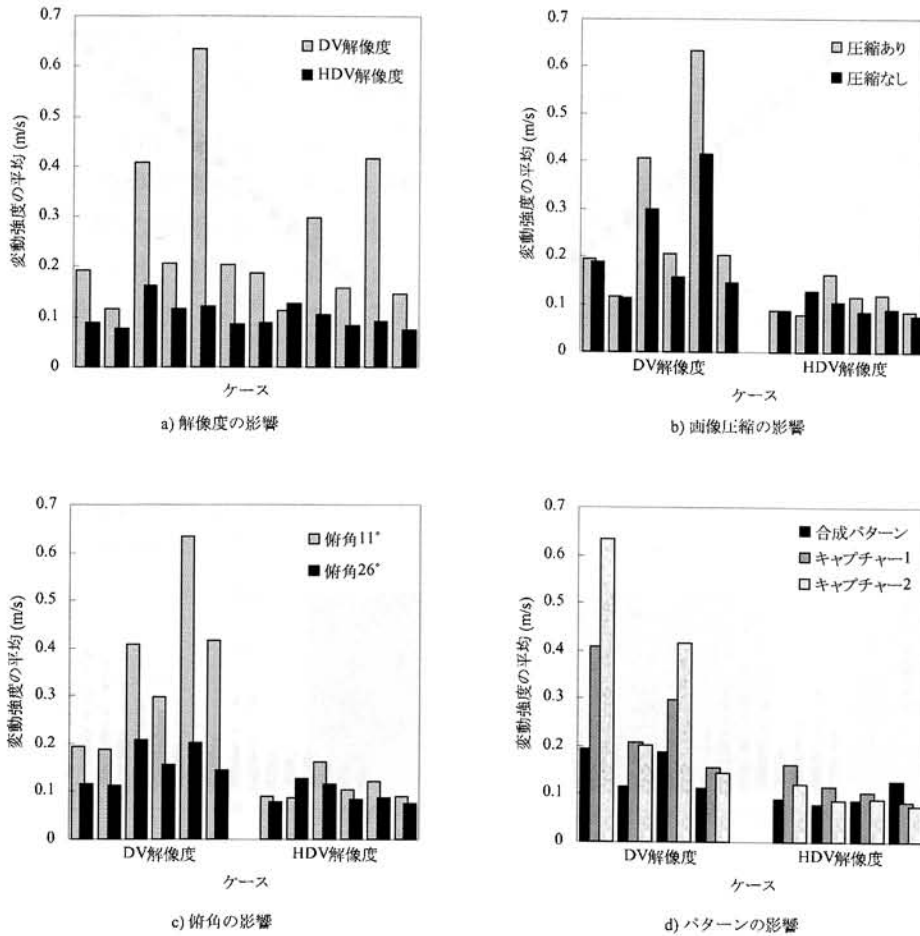 0.7
0.6
0.5
0.4
0.3
0.2
0.1
0
変動強度の平均 (m/s)
DV解像度
HDV解像度
ケース
a) 解像度の影響
0.7
0.6
0.5
0.4
0.3
0.2
0.1
0
変動強度の平均 (m/s)
圧縮あり
圧縮なし
DV解像度
HDV解像度
ケース
b) 画像圧縮の影響
0.7
0.6
0.5
0.4
0.3
0.2
0.1
0
変動強度の平均 (m/s)
俯角11°
俯角26°
DV解像度
HDV解像度
ケース
c) 俯角の影響
0.7
0.6
0.5
0.4
0.3
0.2
0.1
0
変動強度の平均 (m/s)
合成パターン
キャプチャー1
キャプチャー2
DV解像度
HDV解像度
ケース
d) パターンの影響